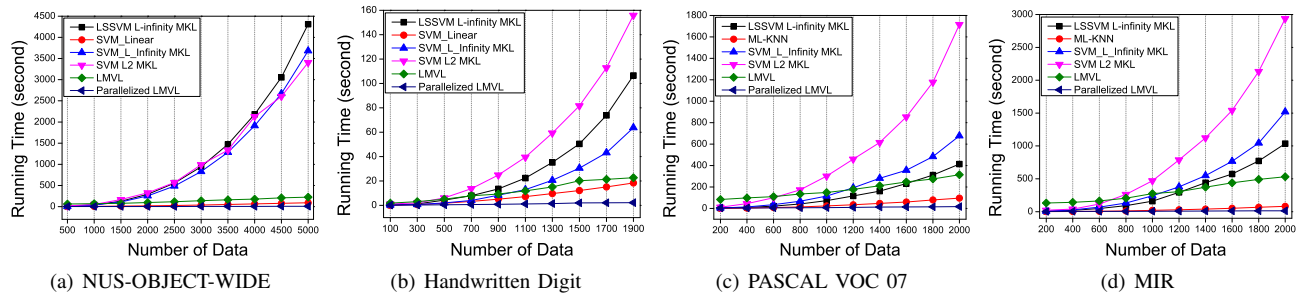 Running Time (second)
5000
4500
4000
3500
3000
2500
2000
1500
1000
500
0
LSSVM L-infinity MKL
SVM_Linear
SVM_L_Infinity MKL
SVM L2 MKL
LMVL
Parallelized LMVL
500 1000 1500 2000 2500 3000 3500 4000 4500 5000
Number of Data
(a) NUS-OBJECT-WIDE
Running Time (second)
160
140
120
100
80
60
40
20
0
LSSVM L-infinity MKL
SVM_Linear
SVM_L_Infinity MKL
SVM L2 MKL
LMVL
Parallelized LMVL
100 300 500 700 900 1100 1300 1500 1700 1900
Number of Data
(b) Handwritten Digit
Running Time (second)
1800
1600
1400
1200
1000
800
600
400
200
0
LSSVM L-infinity MKL
ML-KNN
SVM_L_Infinity MKL
SVM L2 MKL
LMVL
Parallelized LMVL
200 400 600 800 1000 1200 1400 1600 1800 2000
Number of Data
(c) PASCAL VOC 07
Running Time (second)
3000
2500
2000
1500
1000
500
0
LSSVM L-infinity MKL
ML-KNN
SVM_L_Infinity MKL
SVM L2 MKL
LMVL
Parallelized LMVL
200 400 600 800 1000 1200 1400 1600 1800 2000
Number of Data
(d) MIR